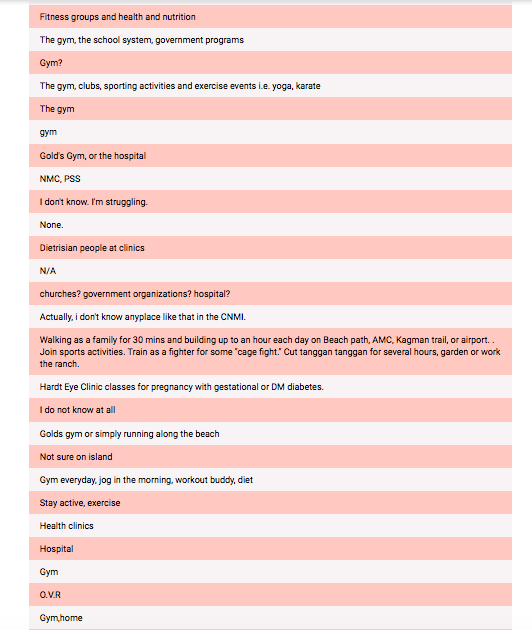 Fitness groups and health and nutrition
The gym, the school system, government programs
Gym?
The gym, clubs, sporting activities and exercise events i.e. yoga, karate
The gym
gym
Gold's Gym, or the hospital
NMC, PSS
I don't know. I'm struggling.
None.
Dietrisian people at clinics
N/A
churches? government organizations? hospital?
Actually, i don't know anyplace like that in the CNMI.
Walking as a family for 30 mins and building up to an hour each day on Beach path, AMC, Kagman trail, or airport. .
Join sports activities. Train as a fighter for some "cage fight." Cut tanggan tanggan for several hours, garden or work
the ranch.
Hardt Eye Clinic classes for pregnancy with gestational or DM diabetes.
I do not know at all
Golds gym or simply running along the beach
Not sure on island
Gym everyday, jog in the morning, workout buddy, diet
Stay active, exercise
Health clinics
Hospital
Gym
O.V.R
Gym,home